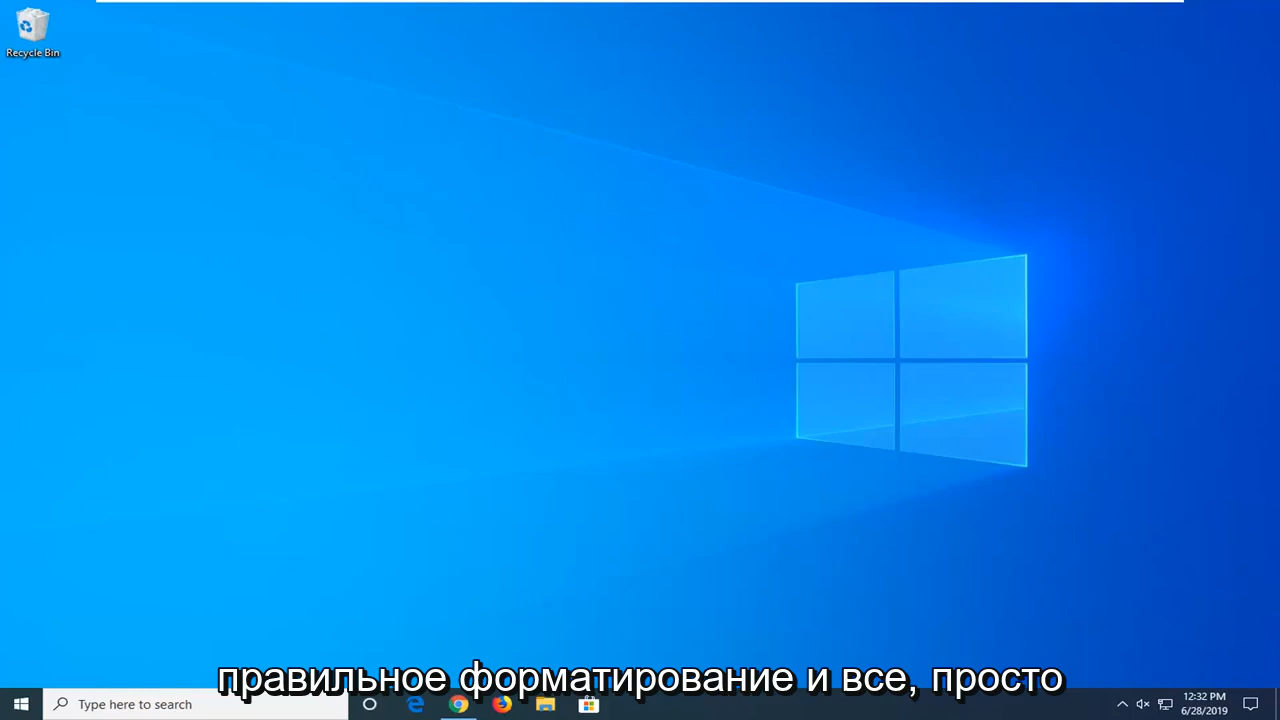 Recycle Bin
правильное форматирование и все, просто
Type here to search
12:32 PM
6/28/2019